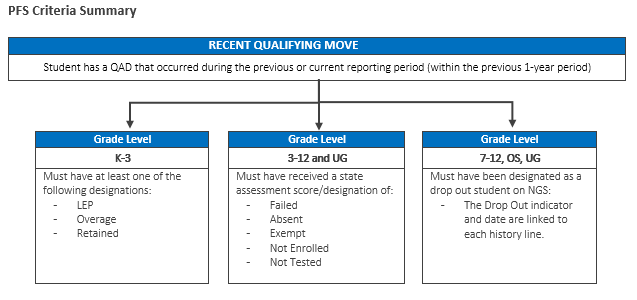 PFS Criteria Summary
RECENT QUALIFYING MOVE
Student has a QAD that occurred during the previous or current reporting period (within the previous 1-year period)
Grade Level
K-3
Must have at least one of the
following designations:
- LEP
- Overage
- Retained
Grade Level
3-12 and UG
Must have received a state
assessment score/designation of:
- Failed
- Absent
- Exempt
- Not Enrolled
- Not Tested
Grade Level
7-12, OS, UG
Must have been designated as a
drop out student on NGS:
- The Drop Out indicator
and date are linked to
each history line.